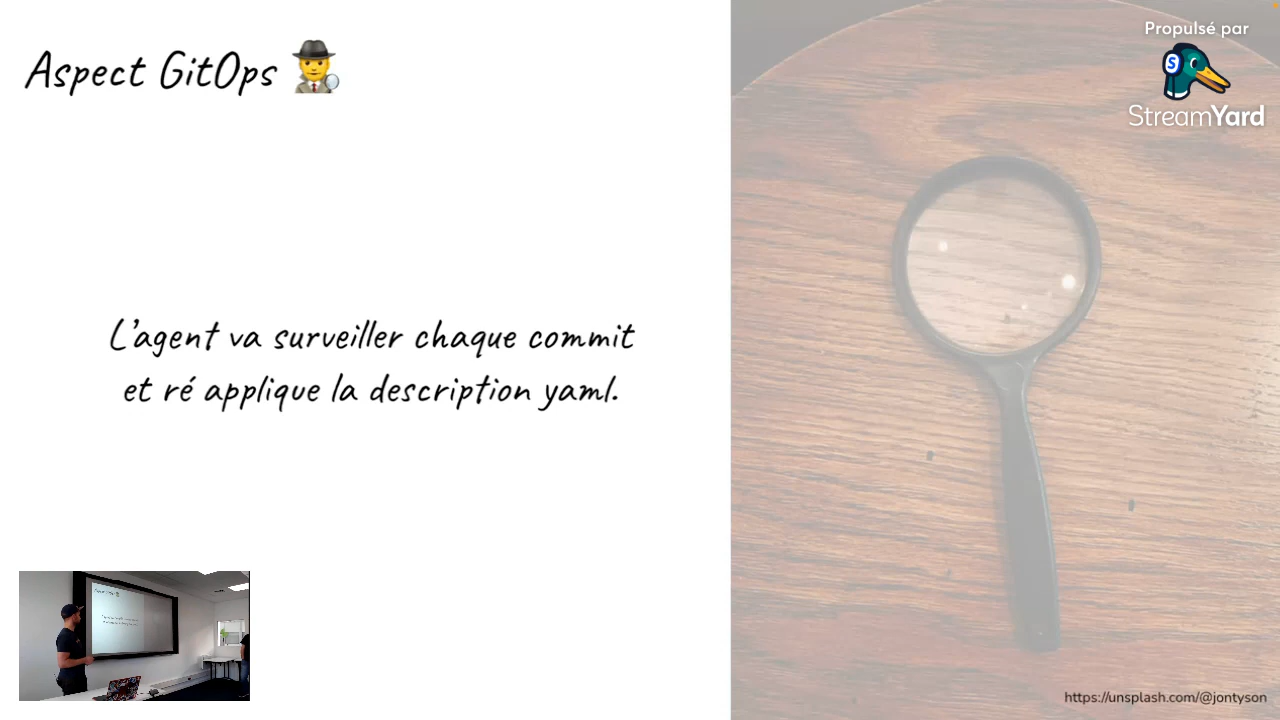 Aspect GitOps
Propulsé par
StreamYard
L'agent va surveiller chaque commit
et ré applique la description yaml.
https://unsplash.com/@jontyson